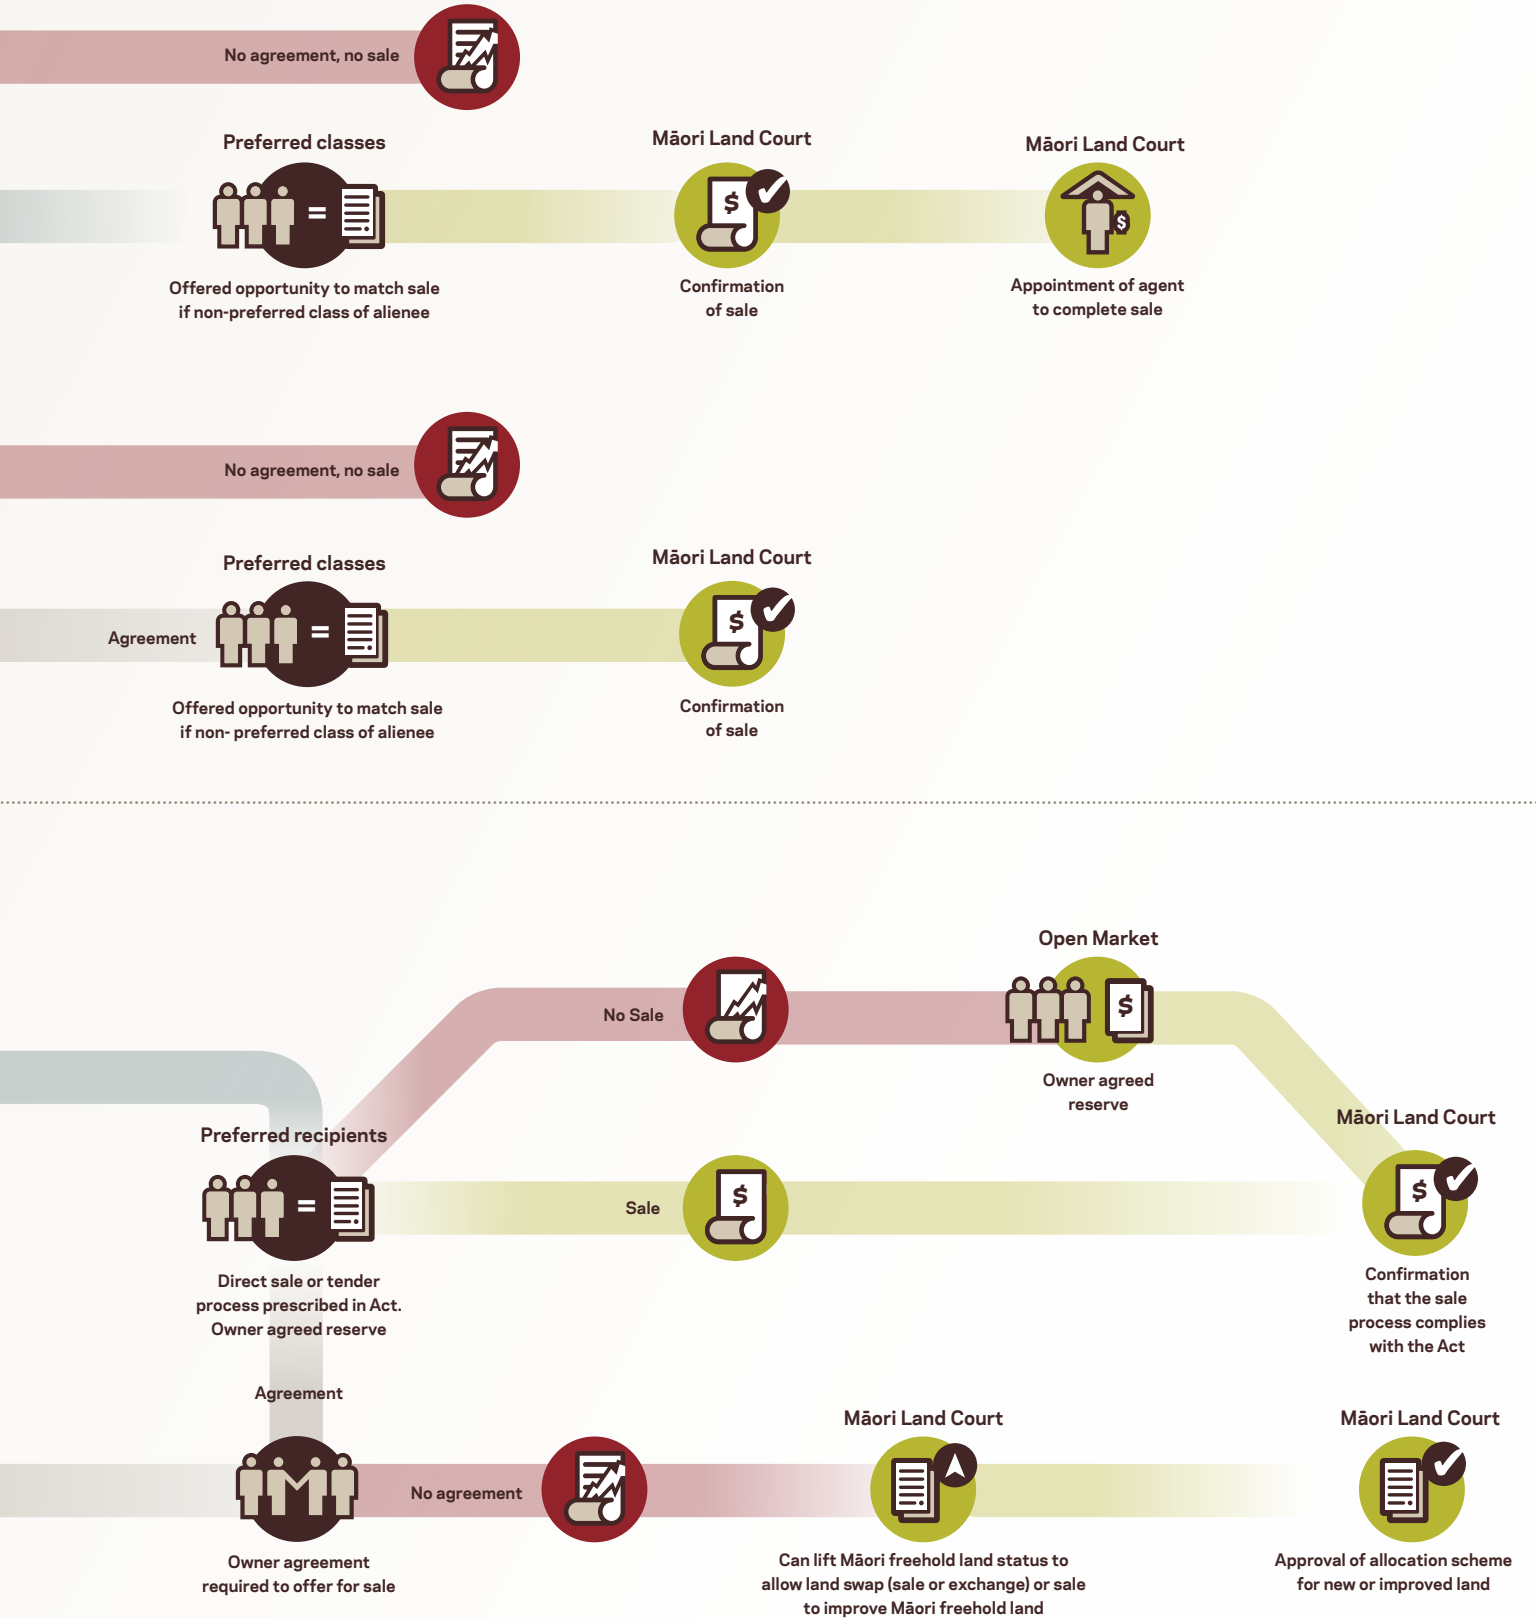 No agreement, no sale
Preferred classes
Offered opportunity to match sale
if non-preferred class of alienee
Māori Land Court
$
Confirmation
of sale
Māori Land Court
$
Appointment of agent
to complete sale
No agreement, no sale
Agreement
Preferred classes
Offered opportunity to match sale
if non- preferred class of alienee
Māori Land Court
$
Confirmation
of sale
No Sale
Open Market
$
Owner agreed
reserve
Preferred recipients
Direct sale or tender
process prescribed in Act.
Owner agreed reserve
Sale
$
Māori Land Court
$
Confirmation
that the sale
process complies
with the Act
Agreement
Owner agreement
required to offer for sale
No agreement
Māori Land Court
Can lift Māori freehold land status to
allow land swap (sale or exchange) or sale
to improve Māori freehold land
Māori Land Court
Approval of allocation scheme
for new or improved land